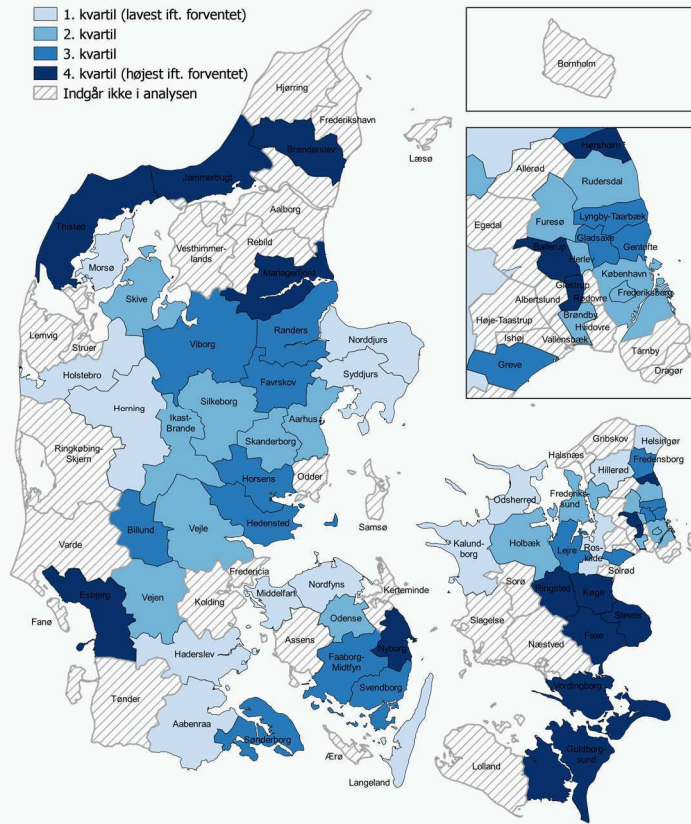 1. kvartil (lavest ift. forventet)
2. kvartil
3. kvartil
4. kvartil (højest ift. forventet)
Indgår ikke i analysen
Hjørring
Frederikshavn
Læsø
Brønderslev
Jammerbugt
Thisted
Aalborg
Vesthimmer-
lands
Rebild
Morsø
Mariagerfjord
Skive
Lemvig
Struer
Viborg
Randers
Norddjurs
Syddjurs
Holstebro
Favrskov
Herning
Silkeborg
Ikast-
Brande
Aarhus
Skanderborg
Ringkøbing-
Skjern
Odder
Horsens
Samsø
Billund
Vejle
Hedensted
Varde
Fredericia
Esbjerg
Vejen
Kolding
Fanø
Middelfart
Nordfyns
Kerteminde
Odense
Assens
Nyborg
Haderslev
Faaborg-
Midtfyn
Svendborg
Tønder
Aabenraa
Sønderborg
Ærø
Langeland
Bornholm
Hørsholm
Allerød
Rudersdal
Egedal
Furesø
Lyngby-Taarbæk
Gladsaxe
Gentofte
Ballerup
Herlev
København
Glostrup
Frederiksberg
Rødovre
Albertslund
Brøndby
Høje-Taastrup
Hvidovre
Ishøj
Vallensbæk
Tårnby
Greve
Dragør
Gribskov
Helsingør
Halsnæs
Fredensborg
Hillerød
Odsherred
Frederiks-
sund
Kalund-
borg
Holbæk
Lejre
Ros-
kilde
Solrød
Sorø
Ringsted
Køge
Slagelse
Stevns
Næstved
Faxe
Vordingborg
Guldborg-
sund
Lolland